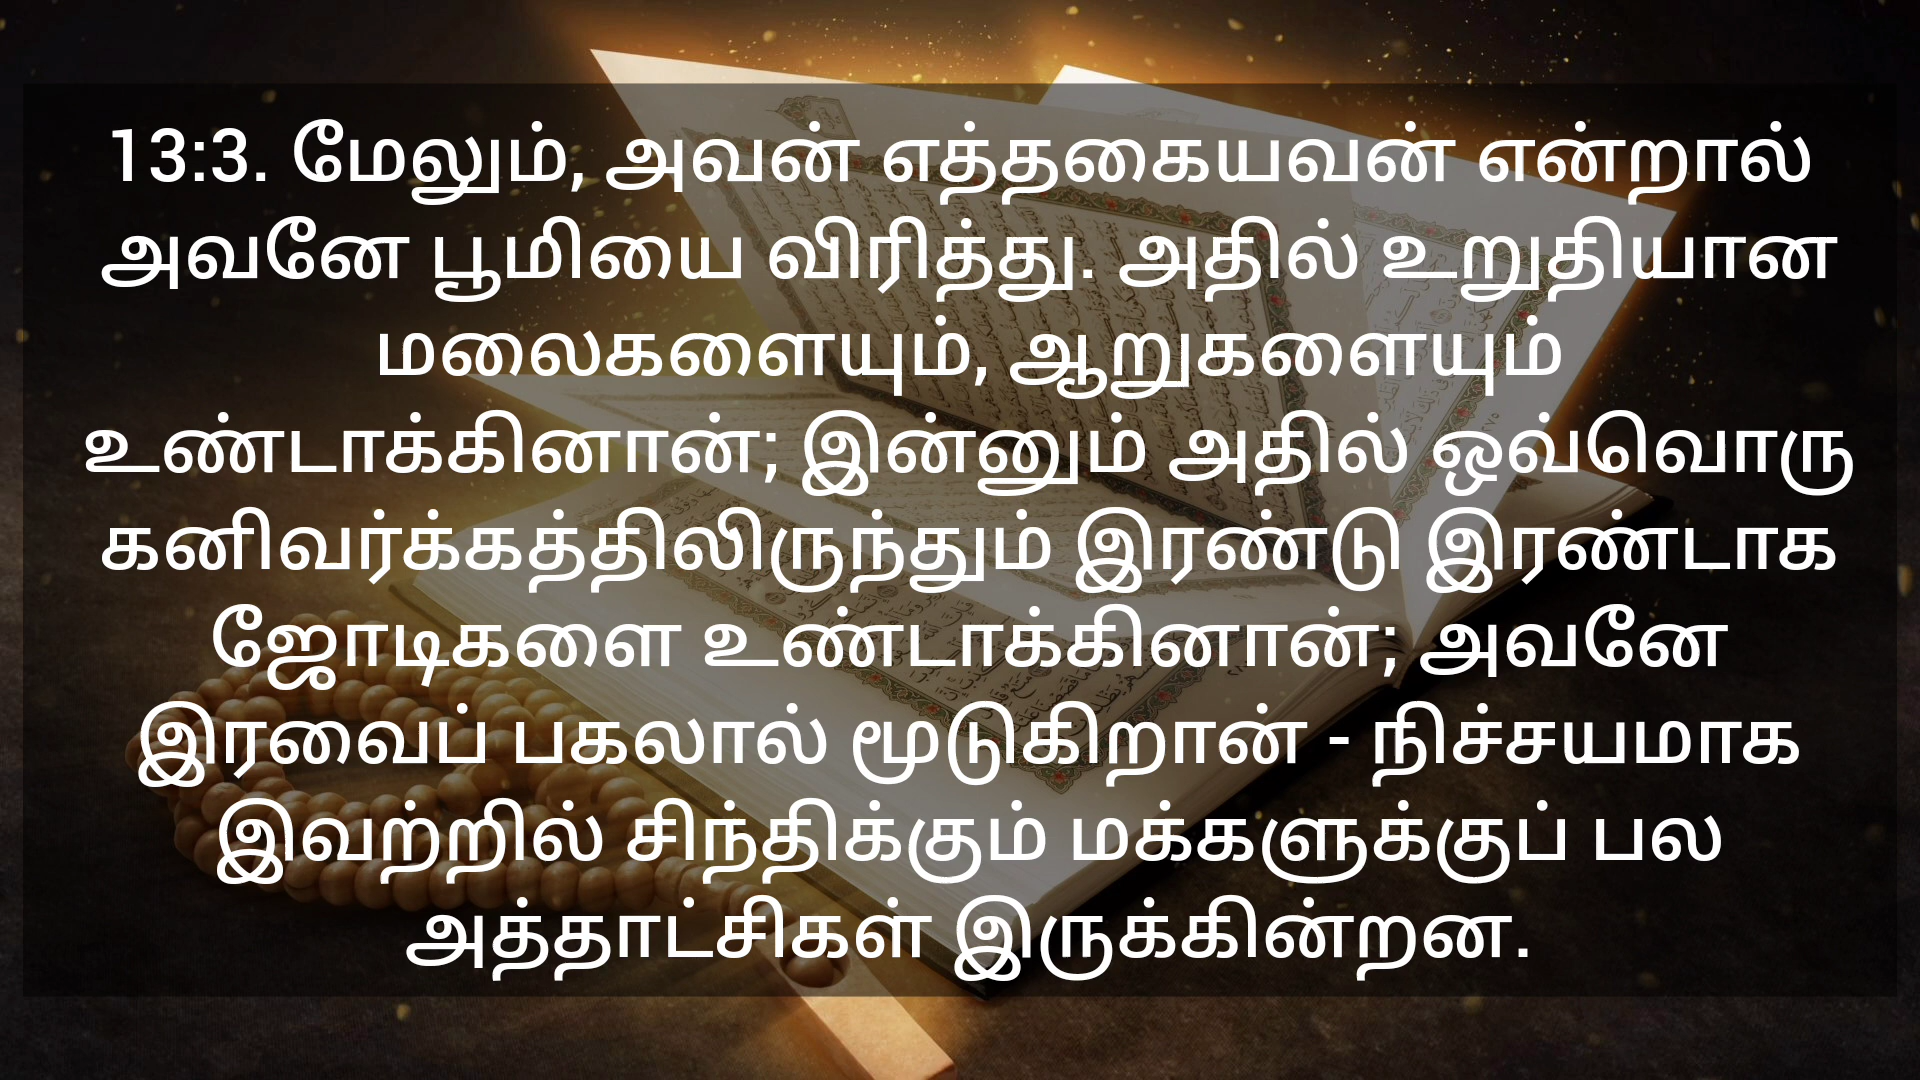 13:3. மேலும், அவன் எத்தகையவன் என்றால்
அவனே பூமியை விரித்து. அதில் உறுதியான
மலைகளையும், ஆறுகளையும்
உண்டாக்கினான்; இன்னும் அதில் ஒவ்வொரு
கனிவர்க்கத்திலிருந்தும் இரண்டு இரண்டாக
ஜோடிகளை உண்டாக்கினான்; அவனே
இரவைப் பகலால் மூடுகிறான் - நிச்சயமாக
இவற்றில் சிந்திக்கும் மக்களுக்குப் பல
அத்தாட்சிகள் இருக்கின்றன.